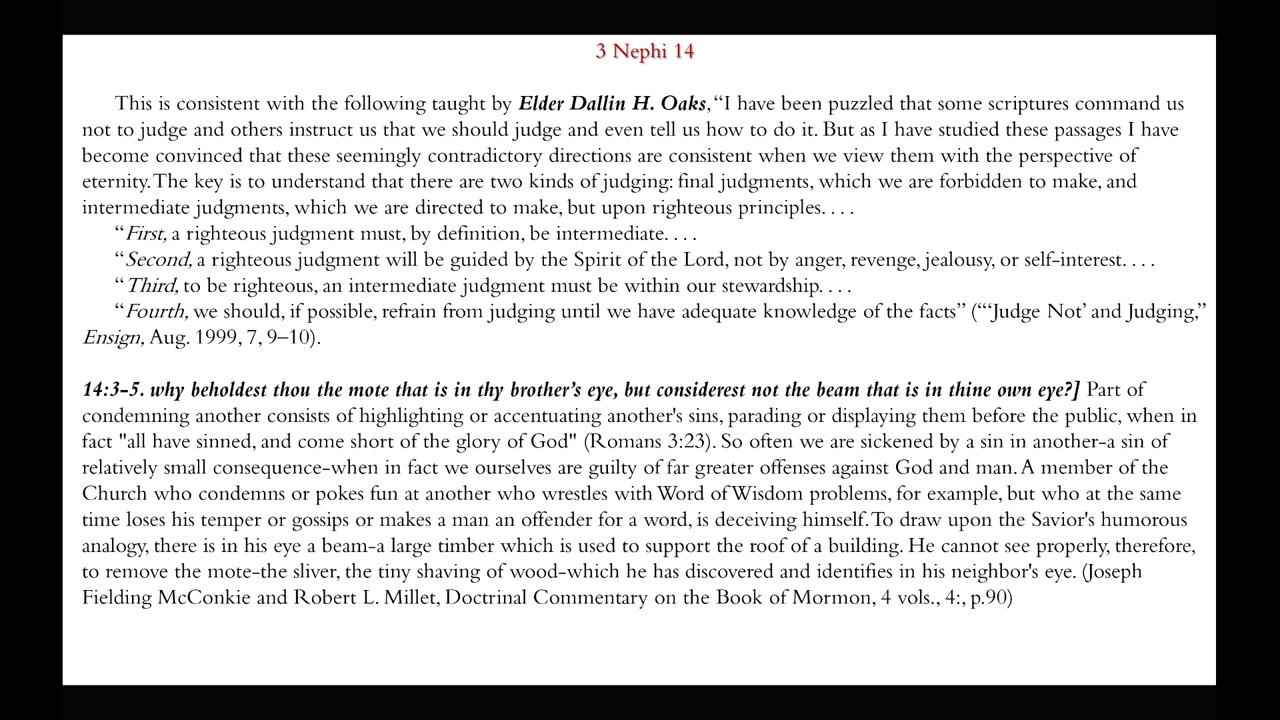 3 Nephi 14
This is consistent with the following taught by Elder Dallin H. Oaks, “I have been puzzled that some scriptures command us
not to judge and others instruct us that we should judge and even tell us how to do it. But as I have studied these passages I have
become convinced that these seemingly contradictory directions are consistent when we view them with the perspective of
eternity. The key is to understand that there are two kinds of judging: final judgments, which we are forbidden to make, and
intermediate judgments, which we are directed to make, but upon righteous principles. . . .
“First, a righteous judgment must, by definition, be intermediate. . . .
“Second, a righteous judgment will be guided by the Spirit of the Lord, not by anger, revenge, jealousy, or self-interest. . . .
“Third, to be righteous, an intermediate judgment must be within our stewardship. . . .
“Fourth, we should, if possible, refrain from judging until we have adequate knowledge of the facts” (“‘Judge Not’ and Judging,”
Ensign, Aug. 1999, 7, 9–10).
14:3-5. why beholdest thou the mote that is in thy brother’s eye, but considerest not the beam that is in thine own eye?] Part of
condemning another consists of highlighting or accentuating another's sins, parading or displaying them before the public, when in
fact "all have sinned, and come short of the glory of God" (Romans 3:23). So often we are sickened by a sin in another-a sin of
relatively small consequence-when in fact we ourselves are guilty of far greater offenses against God and man. A member of the
Church who condemns or pokes fun at another who wrestles with Word of Wisdom problems, for example, but who at the same
time loses his temper or gossips or makes a man an offender for a word, is deceiving himself. To draw upon the Savior's humorous
analogy, there is in his eye a beam-a large timber which is used to support the roof of a building. He cannot see properly, therefore,
to remove the mote-the sliver, the tiny shaving of wood-which he has discovered and identifies in his neighbor's eye. (Joseph
Fielding McConkie and Robert L. Millet, Doctrinal Commentary on the Book of Mormon, 4 vols., 4:, p.90)